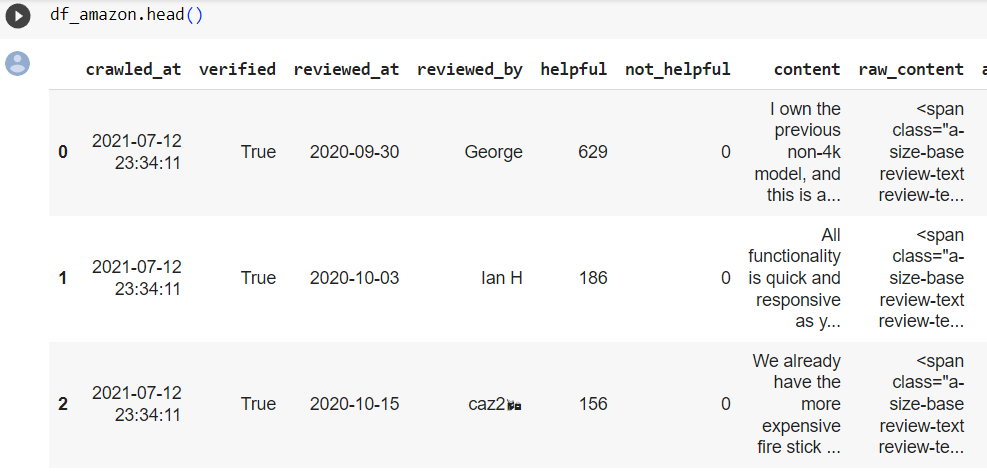 df_amazon.head()
crawled_at verified reviewed_at reviewed_by helpful not_helpful content raw_content a
0 2021-07-12 23:34:11 True 2020-09-30 George 629 0 I own the previous non-4k model, and this is a... <span class="a-size-base review-text review-te...
1 2021-07-12 23:34:11 True 2020-10-03 Ian H 186 0 All functionality is quick and responsive as y... <span class="a-size-base review-text review-te...
2 2021-07-12 23:34:11 True 2020-10-15 caz2 156 0 We already have the more expensive fire stick ... <span class="a-size-base review-text review-te...